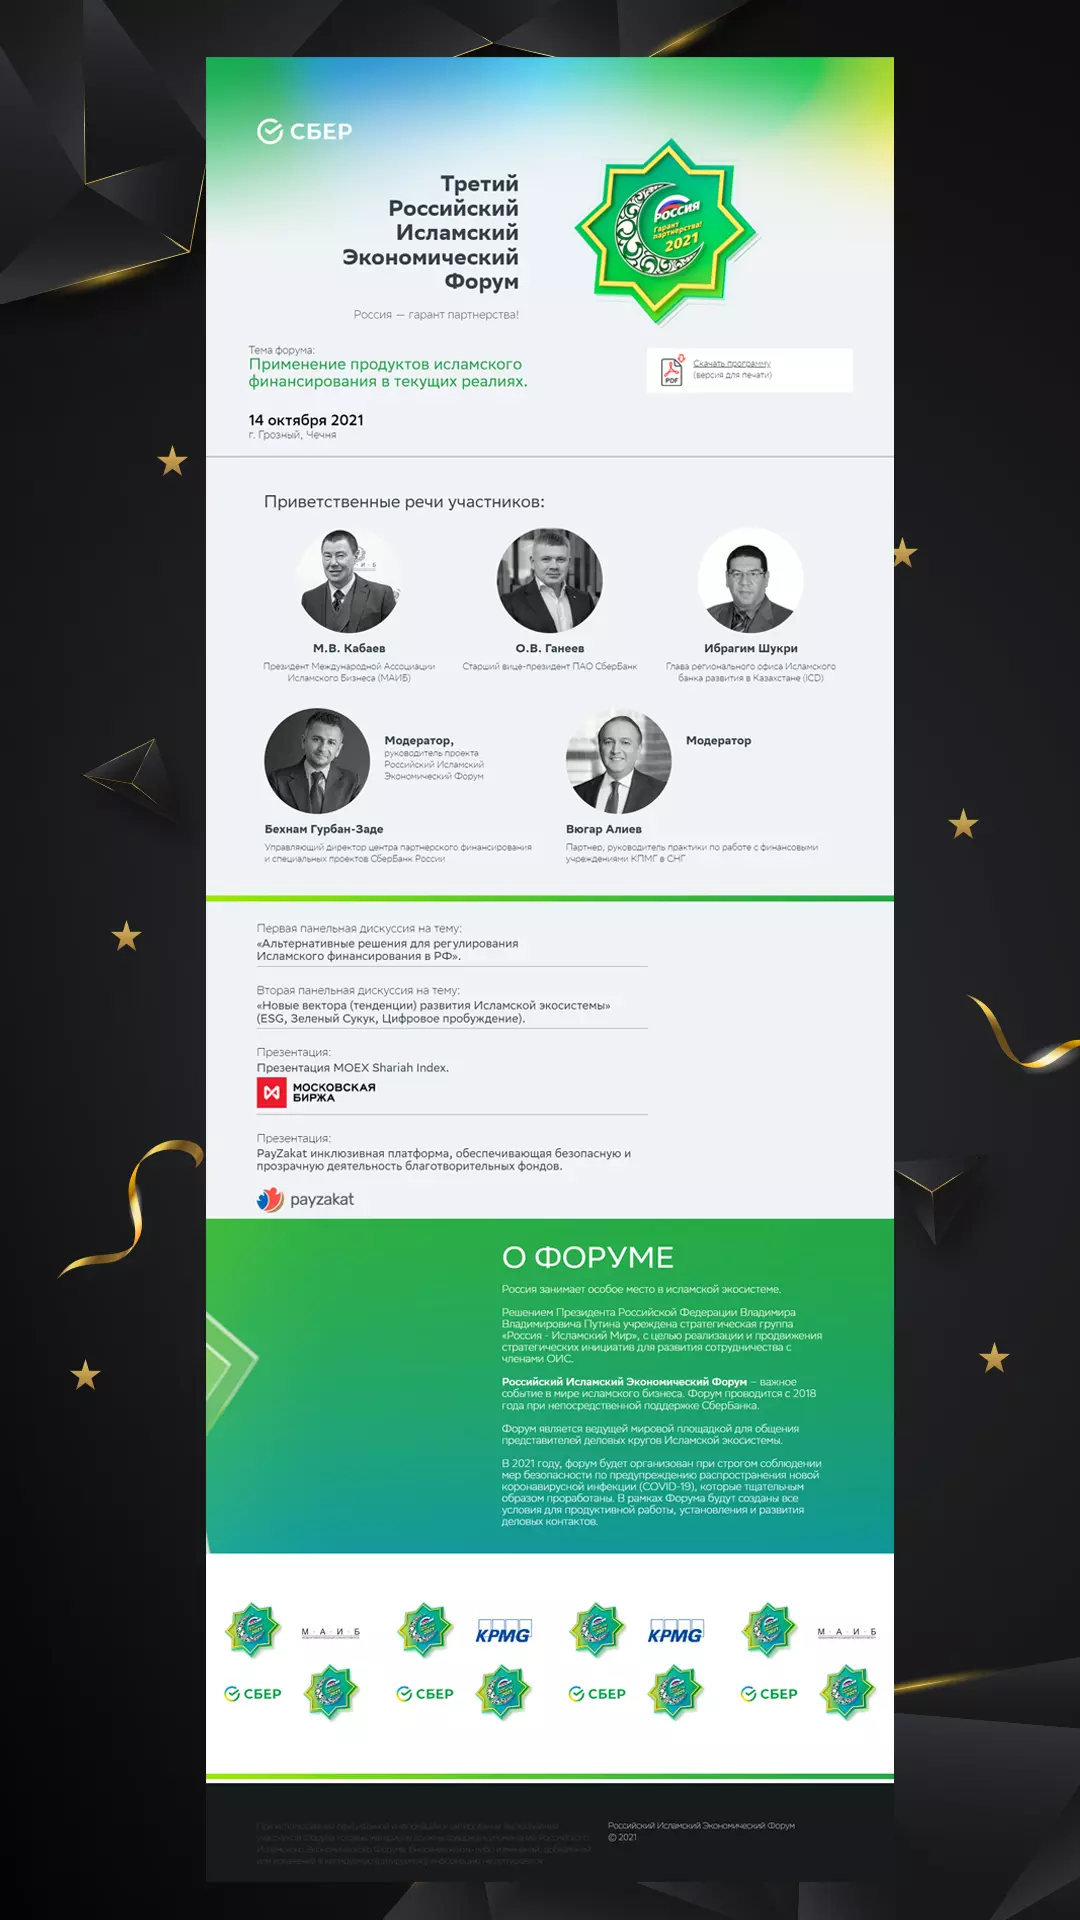 СБЕР
Третий
Российский
Исламский
Экономический
Форум
Россия — гарант партнерства!
РОССИЯ
Гарант
партнерства!
2021
Тема форума:
Применение продуктов исламского
финансирования в текущих реалиях.
PDF
Скачать программу
(версия для печати)
14 октября 2021
г. Грозный, Чечня
Приветственные речи участников:
М.В. Кабаев
Президент Международной Ассоциации
Исламского Бизнеса (МАИБ)
О.В. Ганеев
Старший вице-президент ПАО СберБанк
Ибрагим Шукри
Глава регионального офиса Исламского
банка развития в Казахстане (ICD)
Модератор,
руководитель проекта
Российский Исламский
Экономический Форум
Бехнам Гурбан-Заде
Управляющий директор центра партнерского финансирования
и специальных проектов СберБанк России
Модератор
Вюгар Алиев
Партнер, руководитель практики по работе с финансовыми
учреждениями КПМГ в СНГ
Первая панельная дискуссия на тему:
«Альтернативные решения для регулирования
Исламского финансирования в РФ».
Вторая панельная дискуссия на тему:
«Новые вектора (тенденции) развития Исламской экосистемы»
(ESG, Зеленый Сукук, Цифровое пробуждение).
Презентация:
Презентация MOEX Shariah Index.
МОСКОВСКАЯ
БИРЖА
Презентация:
PayZakat инклюзивная платформа, обеспечивающая безопасную и
прозрачную деятельность благотворительных фондов.
payzakat
О ФОРУМЕ
Россия занимает особое место в исламской экосистеме.
Решением Президента Российской Федерации Владимира
Владимировича Путина учреждена стратегическая группа
«Россия - Исламский Мир», с целью реализации и продвижения
стратегических инициатив для развития сотрудничества с
членами ОИС.
Российский Исламский Экономический Форум – важное
событие в мире исламского бизнеса. Форум проводится с 2018
года при непосредственной поддержке СберБанка.
Форум является ведущей мировой площадкой для общения
представителей деловых кругов Исламской экосистемы.
В 2021 году, форум будет организован при строгом соблюдении
мер безопасности по предупреждению распространения новой
коронавирусной инфекции (COVID-19), которые тщательным
образом проработаны. В рамках Форума будут созданы все
условия для продуктивной работы, установления и развития
деловых контактов.
М·А·И·Б
KPMG
KPMG
М·А·И·Б
СБЕР
СБЕР
СБЕР
СБЕР
Российский Исламский Экономический Форум
© 2021